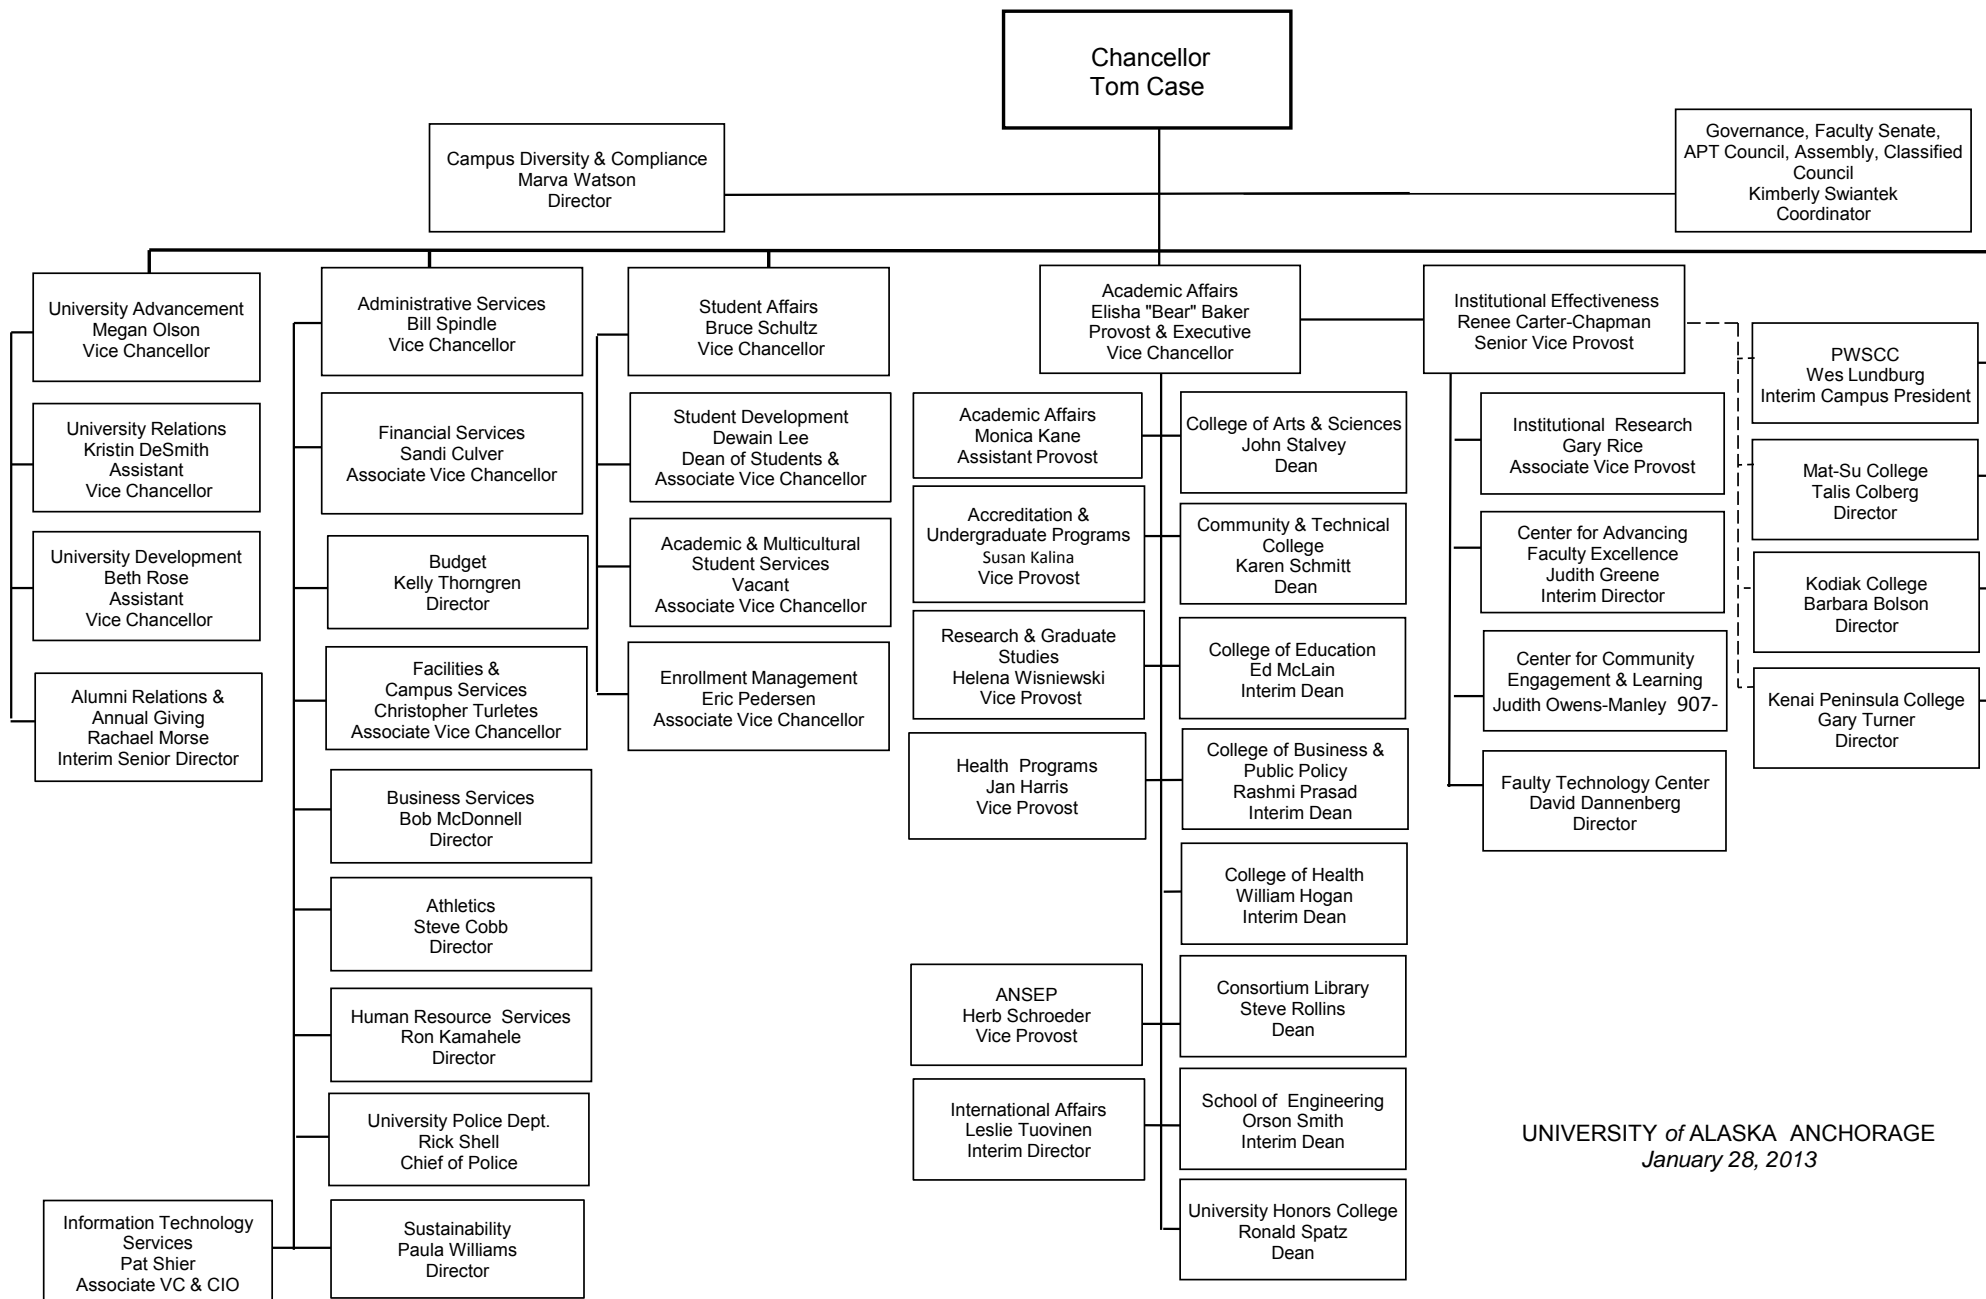 Chancellor
Tom Case
Campus Diversity & Compliance
Marva Watson
Director
Governance, Faculty Senate,
APT Council, Assembly, Classified
Council
Kimberly Swiantek
Coordinator
University Advancement
Megan Olson
Vice Chancellor
University Relations
Kristin DeSmith
Assistant
Vice Chancellor
University Development
Beth Rose
Assistant
Vice Chancellor
Alumni Relations &
Annual Giving
Rachael Morse
Interim Senior Director
Administrative Services
Bill Spindle
Vice Chancellor
Financial Services
Sandi Culver
Associate Vice Chancellor
Budget
Kelly Thorngren
Director
Facilities &
Campus Services
Christopher Turletes
Associate Vice Chancellor
Business Services
Bob McDonnell
Director
Athletics
Steve Cobb
Director
Human Resource Services
Ron Kamahele
Director
University Police Dept.
Rick Shell
Chief of Police
Information Technology
Services
Pat Shier
Associate VC & CIO
Sustainability
Paula Williams
Director
Student Affairs
Bruce Schultz
Vice Chancellor
Student Development
Dewain Lee
Dean of Students &
Associate Vice Chancellor
Academic & Multicultural
Student Services
Vacant
Associate Vice Chancellor
Enrollment Management
Eric Pedersen
Associate Vice Chancellor
Academic Affairs
Elisha "Bear" Baker
Provost & Executive
Vice Chancellor
Academic Affairs
Monica Kane
Assistant Provost
Accreditation &
Undergraduate Programs
Susan Kalina
Vice Provost
Research & Graduate
Studies
Helena Wisniewski
Vice Provost
Health Programs
Jan Harris
Vice Provost
ANSEP
Herb Schroeder
Vice Provost
International Affairs
Leslie Tuovinen
Interim Director
College of Arts & Sciences
John Stalvey
Dean
Community & Technical
College
Karen Schmitt
Dean
College of Education
Ed McLain
Interim Dean
College of Business &
Public Policy
Rashmi Prasad
Interim Dean
College of Health
William Hogan
Interim Dean
Consortium Library
Steve Rollins
Dean
School of Engineering
Orson Smith
Interim Dean
University Honors College
Ronald Spatz
Dean
Institutional Effectiveness
Renee Carter-Chapman
Senior Vice Provost
Institutional Research
Gary Rice
Associate Vice Provost
Center for Advancing
Faculty Excellence
Judith Greene
Interim Director
Center for Community
Engagement & Learning
Judith Owens-Manley 907-
Faulty Technology Center
David Dannenberg
Director
PWSCC
Wes Lundburg
Interim Campus President
Mat-Su College
Talis Colberg
Director
Kodiak College
Barbara Bolson
Director
Kenai Peninsula College
Gary Turner
Director
UNIVERSITY of ALASKA ANCHORAGE
January 28, 2013